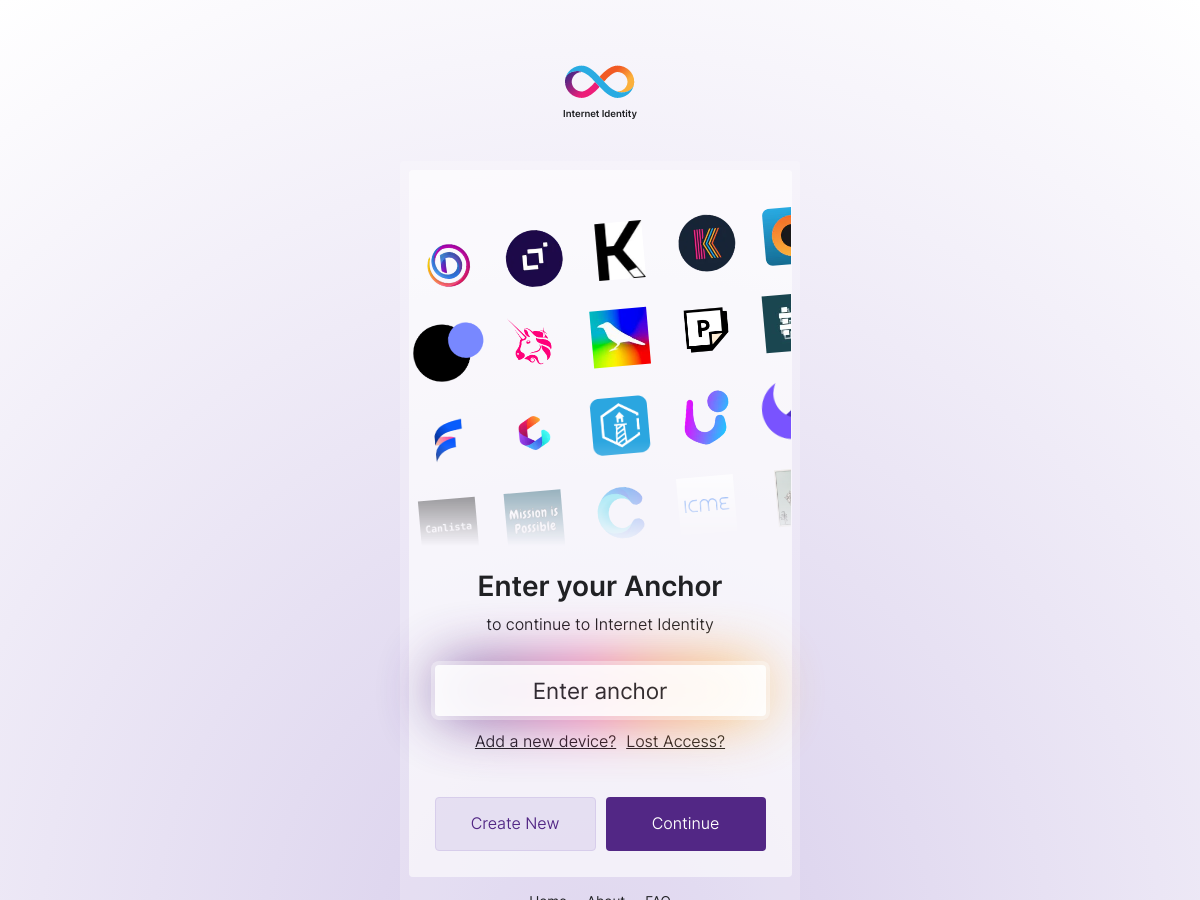 Internet Identity
K
P
Canlista
Mission is
Possible
ICME
Enter your Anchor
to continue to Internet Identity
Enter anchor
Add a new device? Lost Access?
Create New Continue
Home About FAQ